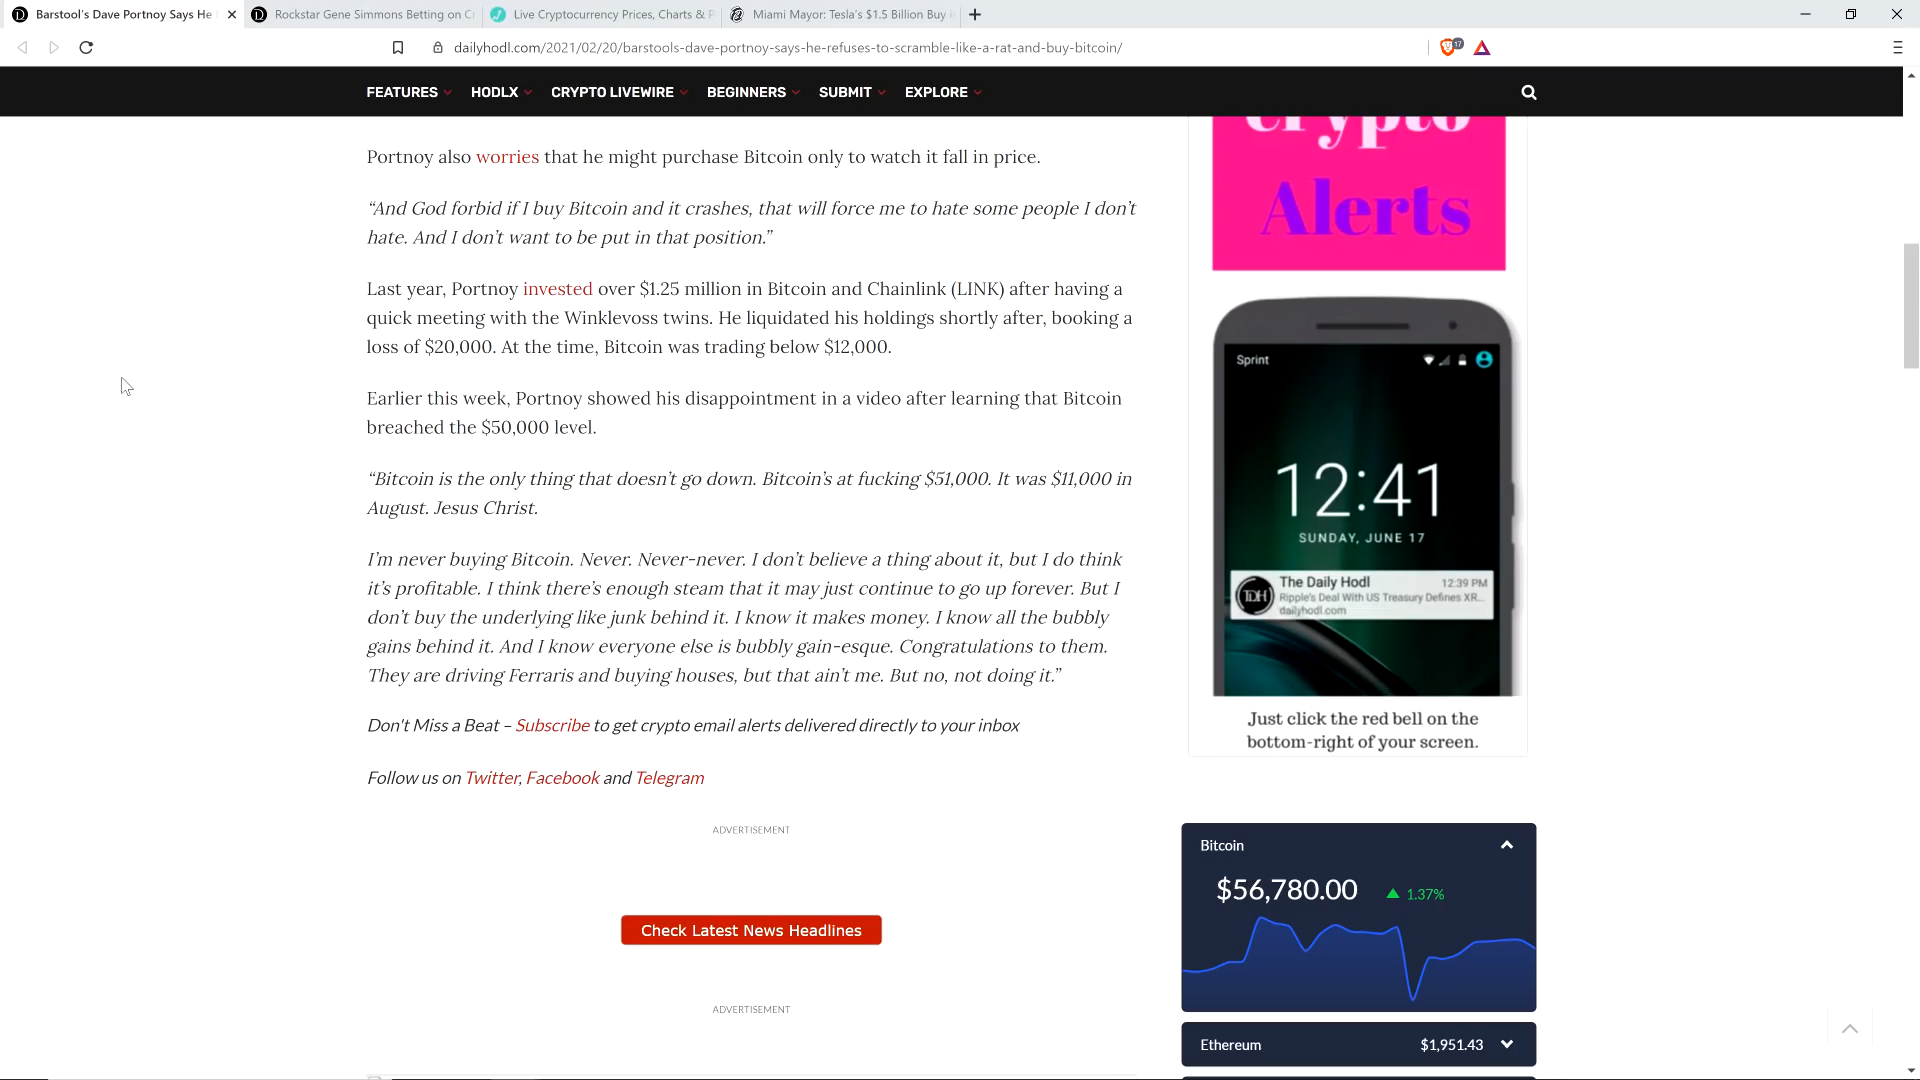 Barstool's Dave Portnoy Says He
Rockstar Gene Simmons Betting on Cr
Live Cryptocurrency Prices, Charts & P
Miami Mayor: Tesla's $1.5 Billion Buy
dailyhodl.com/2021/02/20/barstools-dave-portnoy-says-he-refuses-to-scramble-like-a-rat-and-buy-bitcoin/
17
FEATURES HODLX CRYPTO LIVEWIRE BEGINNERS SUBMIT EXPLORE
Portnoy also worries that he might purchase Bitcoin only to watch it fall in price.
“And God forbid if I buy Bitcoin and it crashes, that will force me to hate some people I don’t
hate. And I don’t want to be put in that position.”
Last year, Portnoy invested over $1.25 million in Bitcoin and Chainlink (LINK) after having a
quick meeting with the Winklevoss twins. He liquidated his holdings shortly after, booking a
loss of $20,000. At the time, Bitcoin was trading below $12,000.
Earlier this week, Portnoy showed his disappointment in a video after learning that Bitcoin
breached the $50,000 level.
“Bitcoin is the only thing that doesn’t go down. Bitcoin’s at fucking $51,000. It was $11,000 in
August. Jesus Christ.
I’m never buying Bitcoin. Never. Never-never. I don’t believe a thing about it, but I do think
it’s profitable. I think there’s enough steam that it may just continue to go up forever. But I
don’t buy the underlying like junk behind it. I know it makes money. I know all the bubbly
gains behind it. And I know everyone else is bubbly gain-esque. Congratulations to them.
They are driving Ferraris and buying houses, but that ain’t me. But no, not doing it.”
Don't Miss a Beat – Subscribe to get crypto email alerts delivered directly to your inbox
Follow us on Twitter, Facebook and Telegram
ADVERTISEMENT
Check Latest News Headlines
ADVERTISEMENT
Crypto
Alerts
Sprint
12:41
SUNDAY, JUNE 17
TDH
The Daily Hodl 12:39 PM
Ripple's Deal With US Treasury Defines XR...
dailyhodl.com
Just click the red bell on the
bottom-right of your screen.
Bitcoin
$56,780.00 1.37%
Ethereum $1,951.43